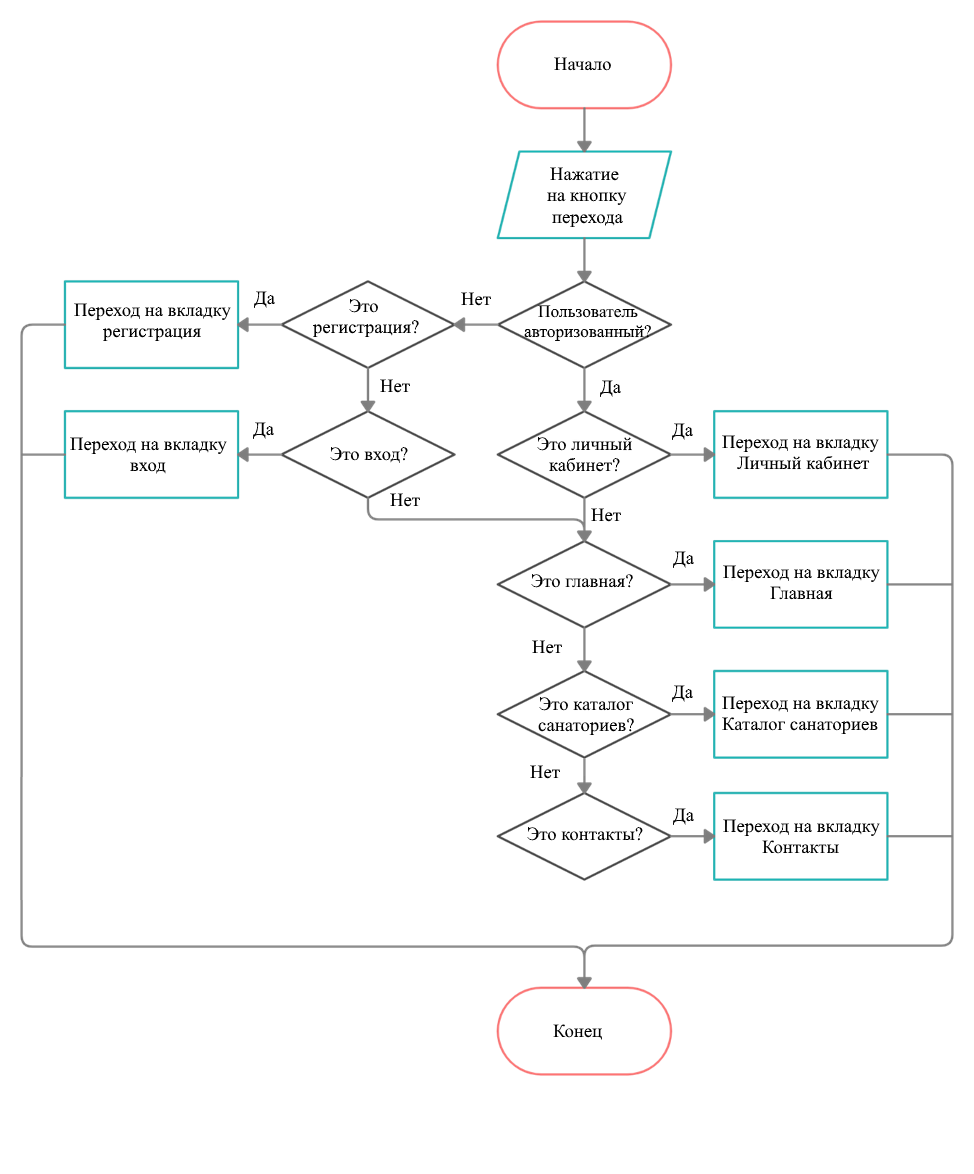 Начало
Нажатие
на кнопку
перехода
Да
Нет
Переход на вкладку
регистрация
Это
регистрация?
Пользователь
авторизованный?
Нет
Да
Да
Да
Переход на вкладку
вход
Это вход?
Это личный
кабинет?
Переход на вкладку
Личный кабинет
Нет
Нет
Да
Это главная?
Переход на вкладку
Главная
Нет
Да
Это каталог
санаториев?
Переход на вкладку
Каталог санаториев
Нет
Да
Это контакты?
Переход на вкладку
Контакты
Конец